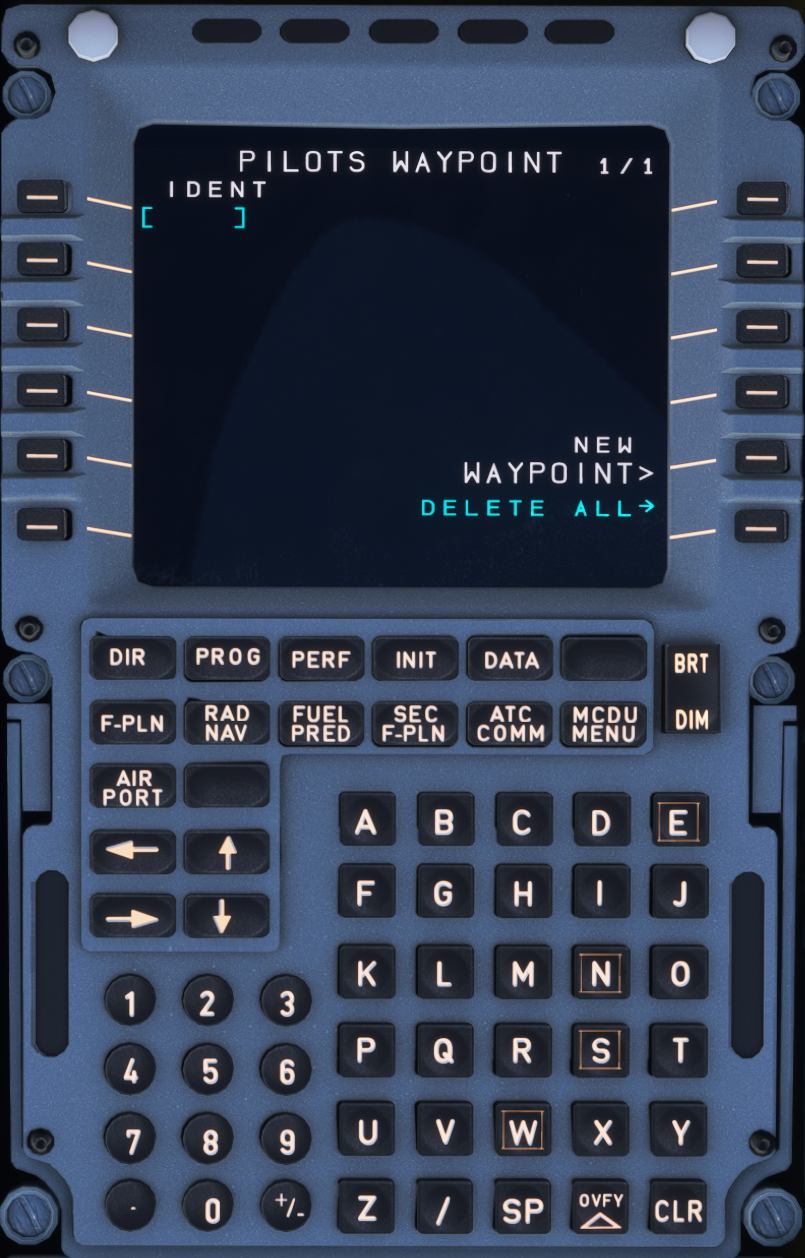 PILOTS WAYPOINT 1/1
IDENT
[ ]
NEW
WAYPOINT>
DELETE ALL→
DIR PROG PERF INIT DATA BRT
F-PLN RAD NAV FUEL PRED SEC F-PLN ATC COMM MCDU MENU DIM
AIR PORT
← ↑
→ ↓
A B C D E
F G H I J
K L M N O
1 2 3
P Q R S T
4 5 6
U V W X Y
7 8 9
Z / SP OVFY CLR
. 0 +/-